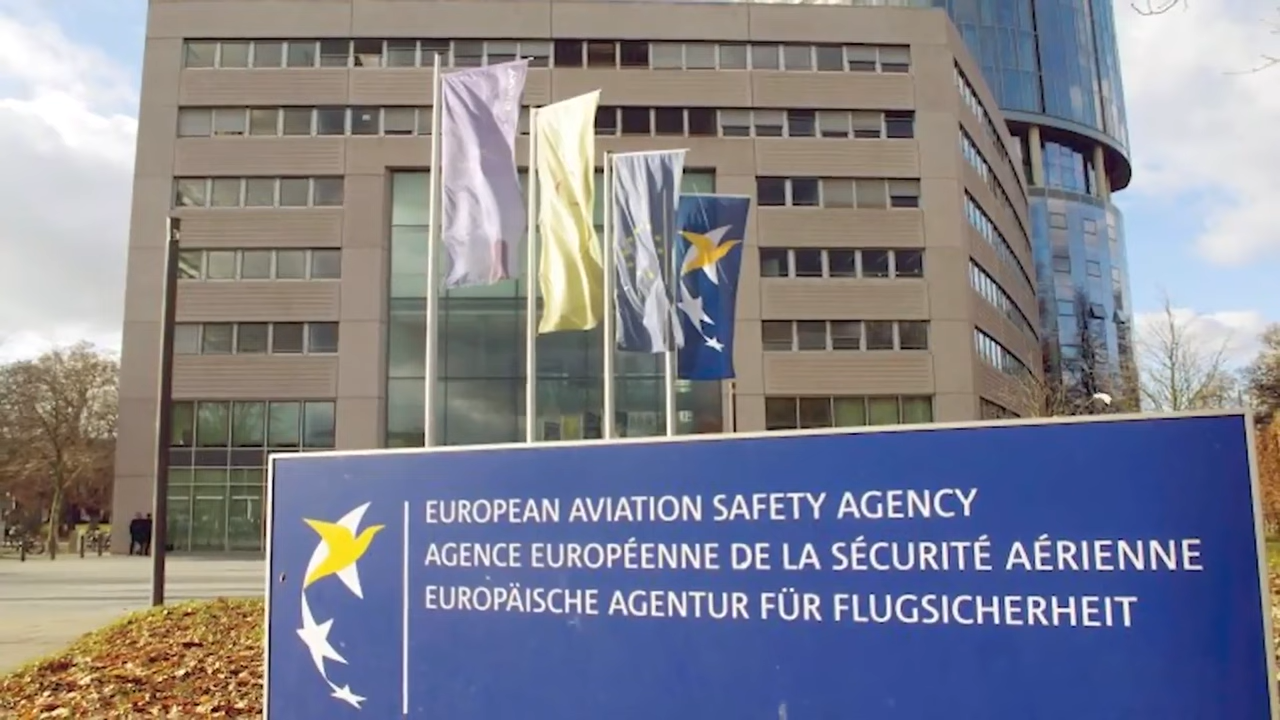 EUROPEAN AVIATION SAFETY AGENCY
AGENCE EUROPÉENNE DE LA SÉCURITÉ AÉRIENNE
EUROPÄISCHE AGENTUR FÜR FLUGSICHERHEIT